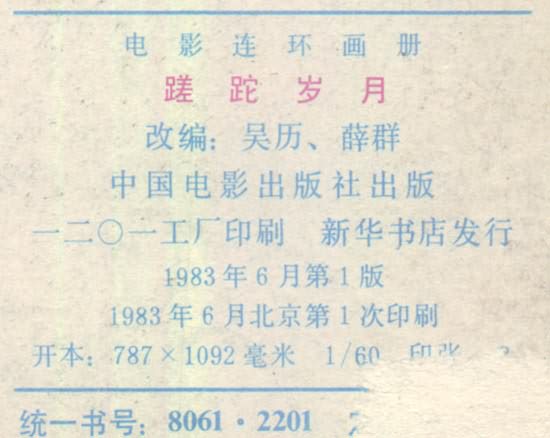 电影连环画册
蹉跎岁月
改编：吴历、薛群
中国电影出版社出版
一二〇一工厂印刷 新华书店发行
1983年6月第1版
1983年6月北京第1次印刷
开本：787×1092毫米 1/60 印张
统一书号：8061·2201